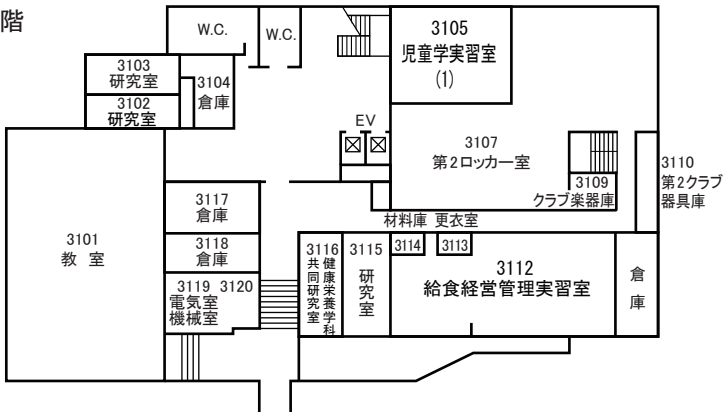 階
W.C.
W.C.
3105
児童学実習室
(1)
3103
研究室
3104
倉庫
3102
研究室
EV
3107
第2ロッカー室
3110
第2クラブ
器具庫
3109
クラブ楽器庫
3117
倉庫
材料庫 更衣室
3101
教 室
3118
倉庫
3116
健康栄養学科
共同研究室
3115
研究室
3114
3113
3112
給食経営管理実習室
倉庫
3119 3120
電気室
機械室